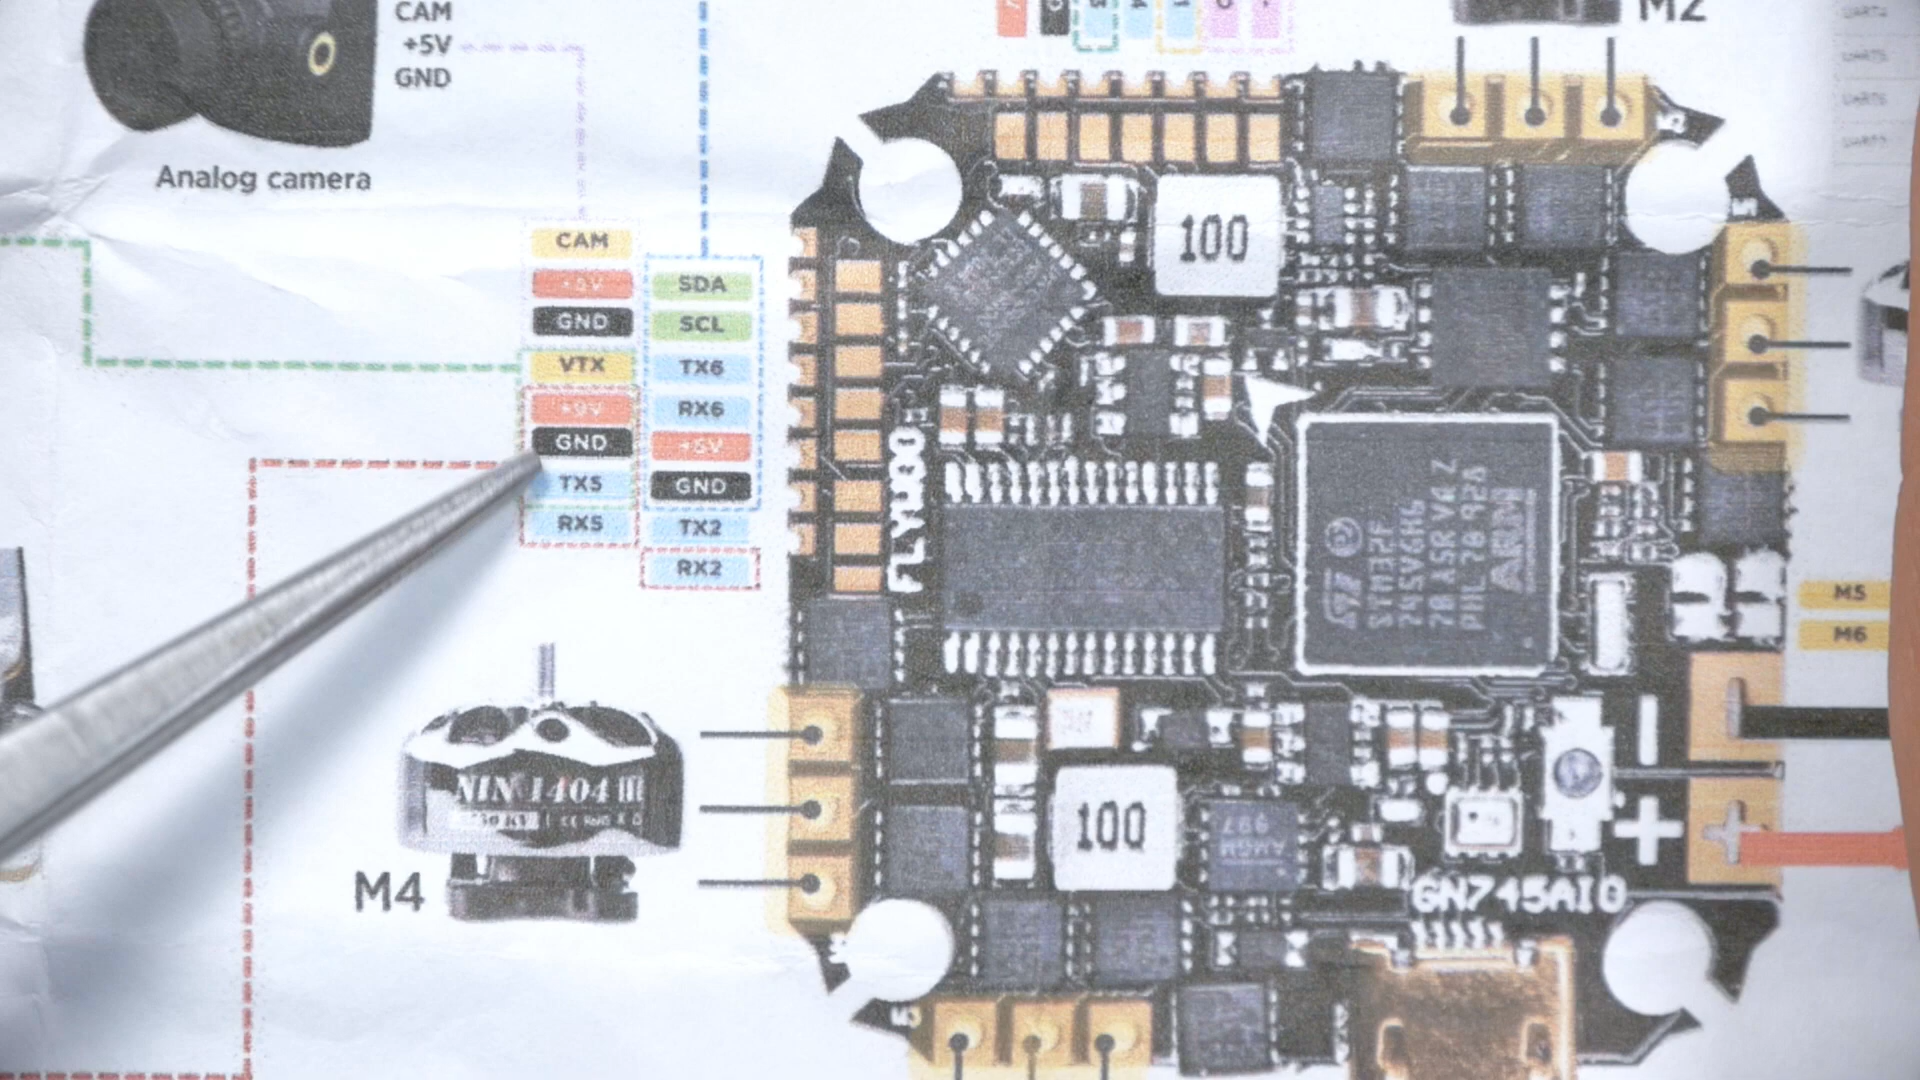 CAM
+5V
GND
Analog camera
M2
CAM
+5V
GND
VTX
+9V
GND
TX5
RX5
SDA
SCL
TX6
RX6
+5V
GND
TX2
RX2
100
FLYWOO
STM32F
745VGH6
ARM
M5
M6
NIN 1404
M4
100
GN745AIO
M3